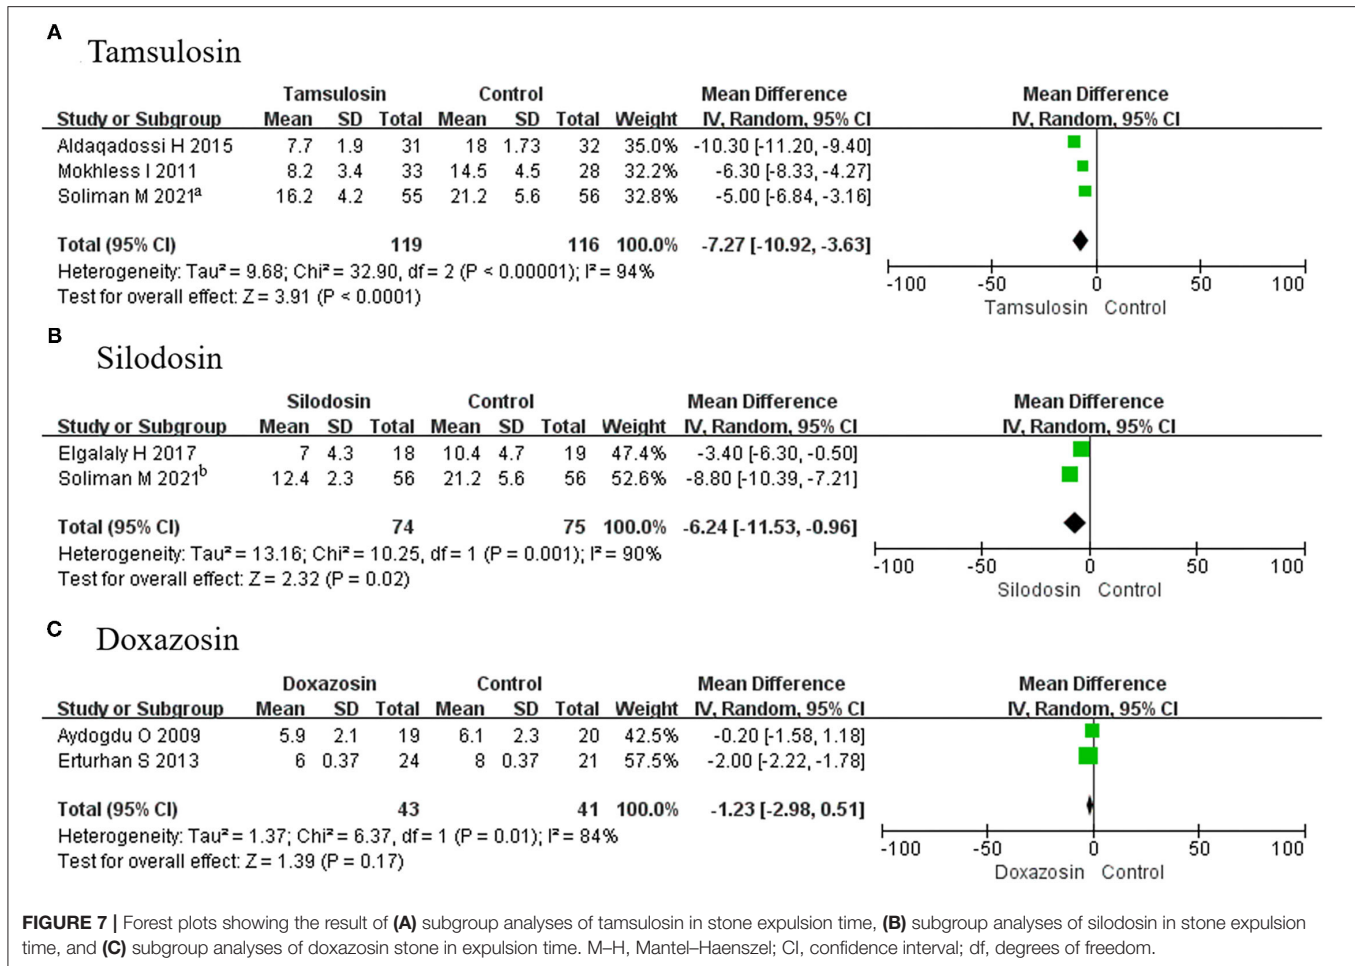 A
Tamsulosin
Tamsulosin Control Mean Difference Mean Difference
Study or Subgroup Mean SD Total Mean SD Total Weight IV, Random, 95% CI IV, Random, 95% CI
Aldaqadossi H 2015 7.7 1.9 31 18 1.73 32 35.0% -10.30 [-11.20, -9.40]
Mokhless I 2011 8.2 3.4 33 14.5 4.5 28 32.2% -6.30 [-8.33, -4.27]
Soliman M 2021ᵃ 16.2 4.2 55 21.2 5.6 56 32.8% -5.00 [-6.84, -3.16]
Total (95% CI) 119 116 100.0% -7.27 [-10.92, -3.63]
Heterogeneity: Tau² = 9.68; Chi² = 32.90, df = 2 (P < 0.00001); I² = 94%
Test for overall effect: Z = 3.91 (P < 0.0001)
-100 -50 0 50 100
Tamsulosin Control
B
Silodosin
Silodosin Control Mean Difference Mean Difference
Study or Subgroup Mean SD Total Mean SD Total Weight IV, Random, 95% CI IV, Random, 95% CI
Elgalaly H 2017 7 4.3 18 10.4 4.7 19 47.4% -3.40 [-6.30, -0.50]
Soliman M 2021ᵇ 12.4 2.3 56 21.2 5.6 56 52.6% -8.80 [-10.39, -7.21]
Total (95% CI) 74 75 100.0% -6.24 [-11.53, -0.96]
Heterogeneity: Tau² = 13.16; Chi² = 10.25, df = 1 (P = 0.001); I² = 90%
Test for overall effect: Z = 2.32 (P = 0.02)
-100 -50 0 50 100
Silodosin Control
C
Doxazosin
Doxazosin Control Mean Difference Mean Difference
Study or Subgroup Mean SD Total Mean SD Total Weight IV, Random, 95% CI IV, Random, 95% CI
Aydogdu O 2009 5.9 2.1 19 6.1 2.3 20 42.5% -0.20 [-1.58, 1.18]
Erturhan S 2013 6 0.37 24 8 0.37 21 57.5% -2.00 [-2.22, -1.78]
Total (95% CI) 43 41 100.0% -1.23 [-2.98, 0.51]
Heterogeneity: Tau² = 1.37; Chi² = 6.37, df = 1 (P = 0.01); I² = 84%
Test for overall effect: Z = 1.39 (P = 0.17)
-100 -50 0 50 100
Doxazosin Control
FIGURE 7 | Forest plots showing the result of (A) subgroup analyses of tamsulosin in stone expulsion time, (B) subgroup analyses of silodosin in stone expulsion
time, and (C) subgroup analyses of doxazosin stone in expulsion time. M–H, Mantel–Haenszel; CI, confidence interval; df, degrees of freedom.